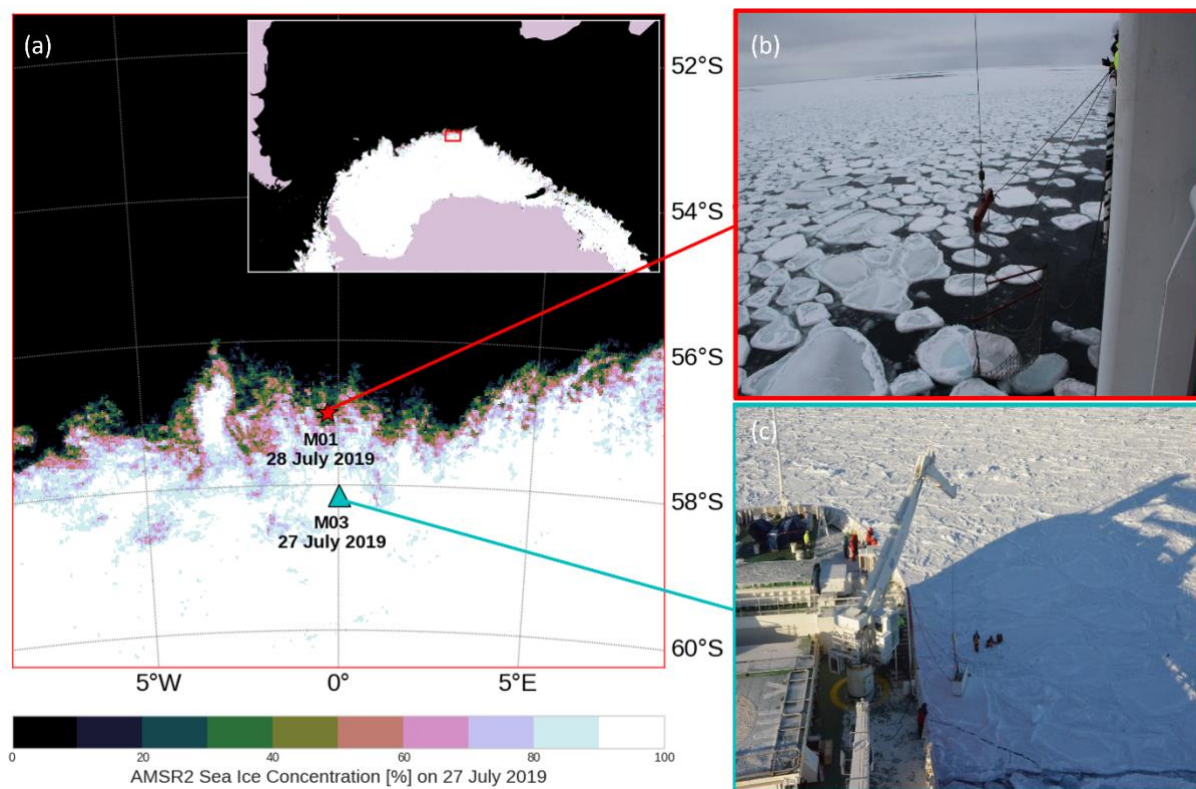 (a)
52°S
54°S
56°S
58°S
60°S
M01
28 July 2019
M03
27 July 2019
5°W 0° 5°E
0 20 40 60 80 100
AMSR2 Sea Ice Concentration [%] on 27 July 2019
(b)
(c)